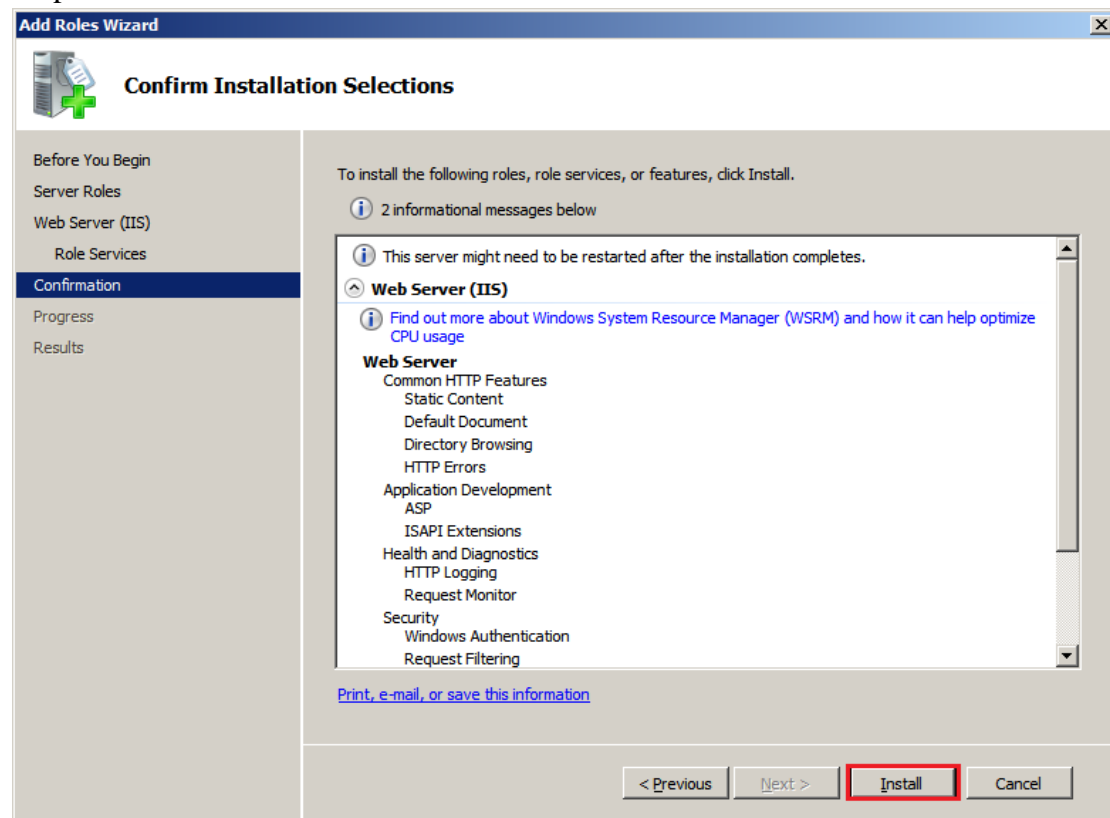 Add Roles Wizard
Confirm Installation Selections
Before You Begin
Server Roles
Web Server (IIS)
Role Services
Confirmation
Progress
Results
To install the following roles, role services, or features, click Install.
2 informational messages below
This server might need to be restarted after the installation completes.
Web Server (IIS)
Find out more about Windows System Resource Manager (WSRM) and how it can help optimize
CPU usage
Web Server
Common HTTP Features
Static Content
Default Document
Directory Browsing
HTTP Errors
Application Development
ASP
ISAPI Extensions
Health and Diagnostics
HTTP Logging
Request Monitor
Security
Windows Authentication
Request Filtering
Print, e-mail, or save this information
< Previous
Next >
Install
Cancel